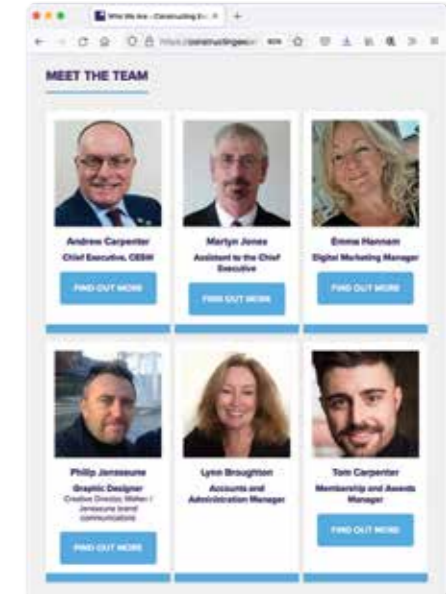 Who We Are - Constructing
MEET THE TEAM
Andrew Carpenter
Chief Executive, CESW
FIND OUT MORE
Martyn Jones
Assistant to the Chief
Executive
FIND OUT MORE
Emma Hannam
Digital Marketing Manager
FIND OUT MORE
Philip Jansseune
Graphic Designer
Creative Director, /
Jansseune brand
communications
FIND OUT MORE
Lynn Broughton
Accounts and
Administration Manager
Tom Carpenter
Membership and Awards
Manager
FIND OUT MORE